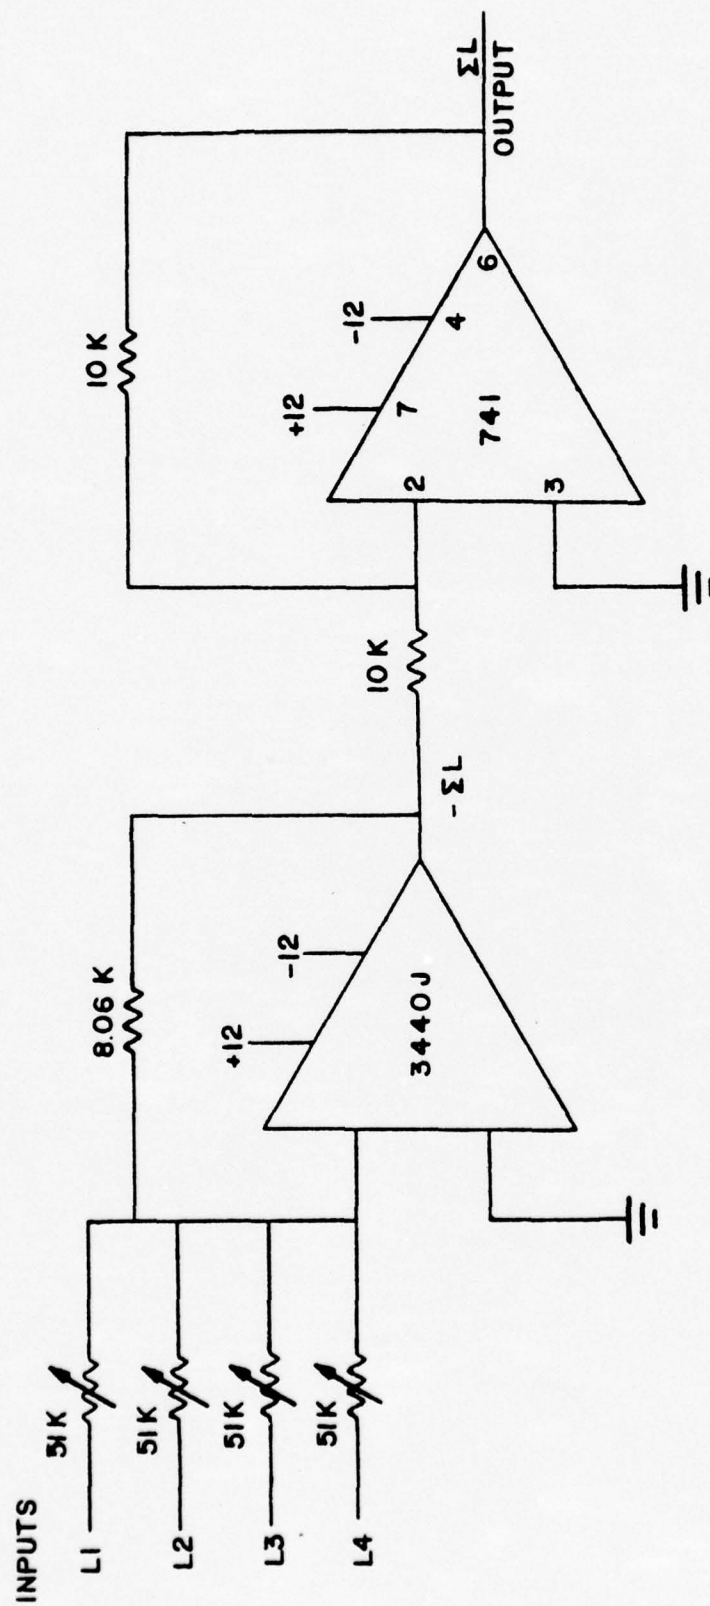 INPUTS
L1
51K
L2
51K
L3
51K
L4
51K
8.06 K
+12
-12
3440J
-ΣL
10 K
10 K
+12
-12
2
7
4
741
3
6
ΣL
OUTPUT